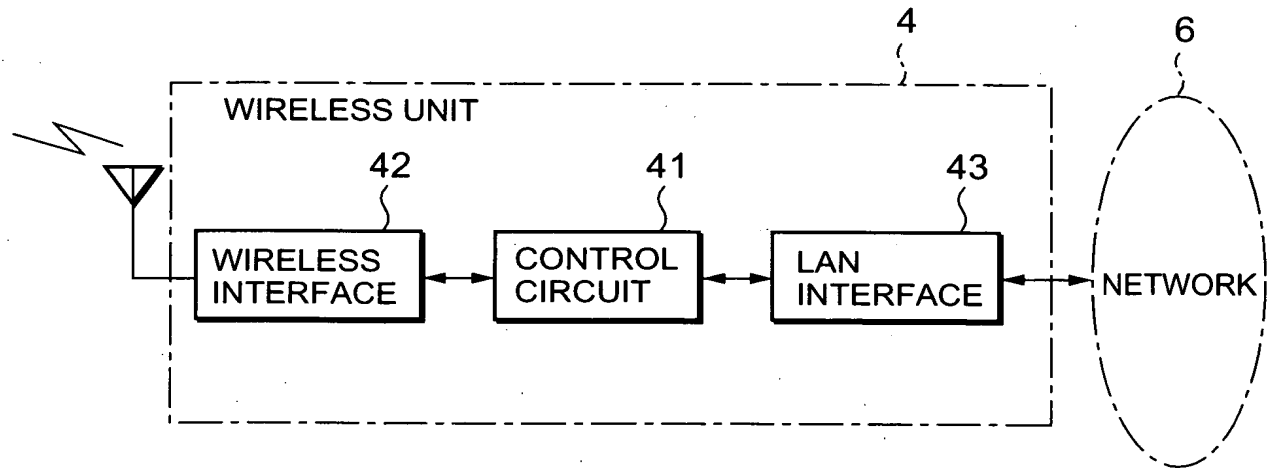 4
6
WIRELESS UNIT
42
41
43
WIRELESS
INTERFACE
CONTROL
CIRCUIT
LAN
INTERFACE
NETWORK